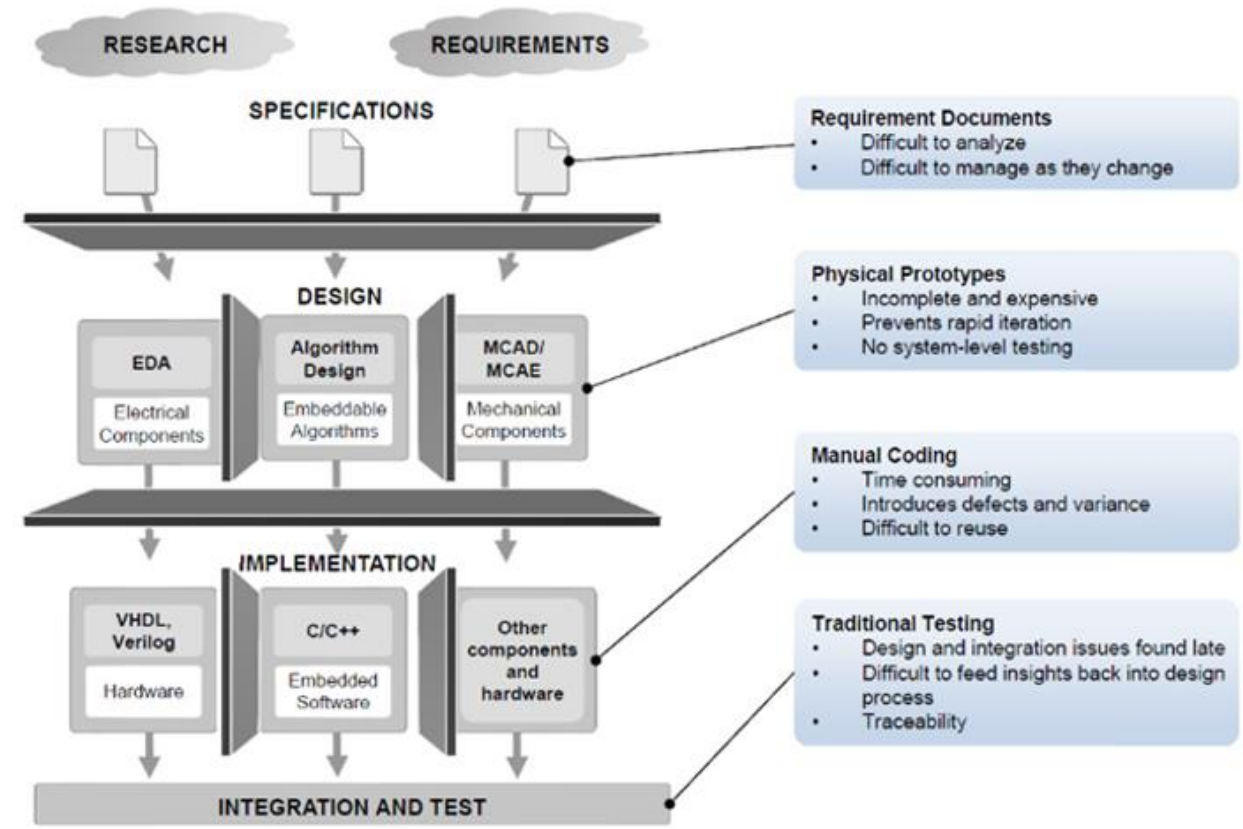 RESEARCH
REQUIREMENTS
SPECIFICATIONS
Requirement Documents
• Difficult to analyze
• Difficult to manage as they change
DESIGN
EDA
Electrical
Components
Algorithm
Design
Embeddable
Algorithms
MCAD/
MCAE
Mechanical
Components
Physical Prototypes
• Incomplete and expensive
• Prevents rapid iteration
• No system-level testing
IMPLEMENTATION
VHDL,
Verilog
Hardware
C/C++
Embedded
Software
Other
components
and
hardware
Manual Coding
• Time consuming
• Introduces defects and variance
• Difficult to reuse
Traditional Testing
• Design and integration issues found late
• Difficult to feed insights back into design
process
• Traceability
INTEGRATION AND TEST